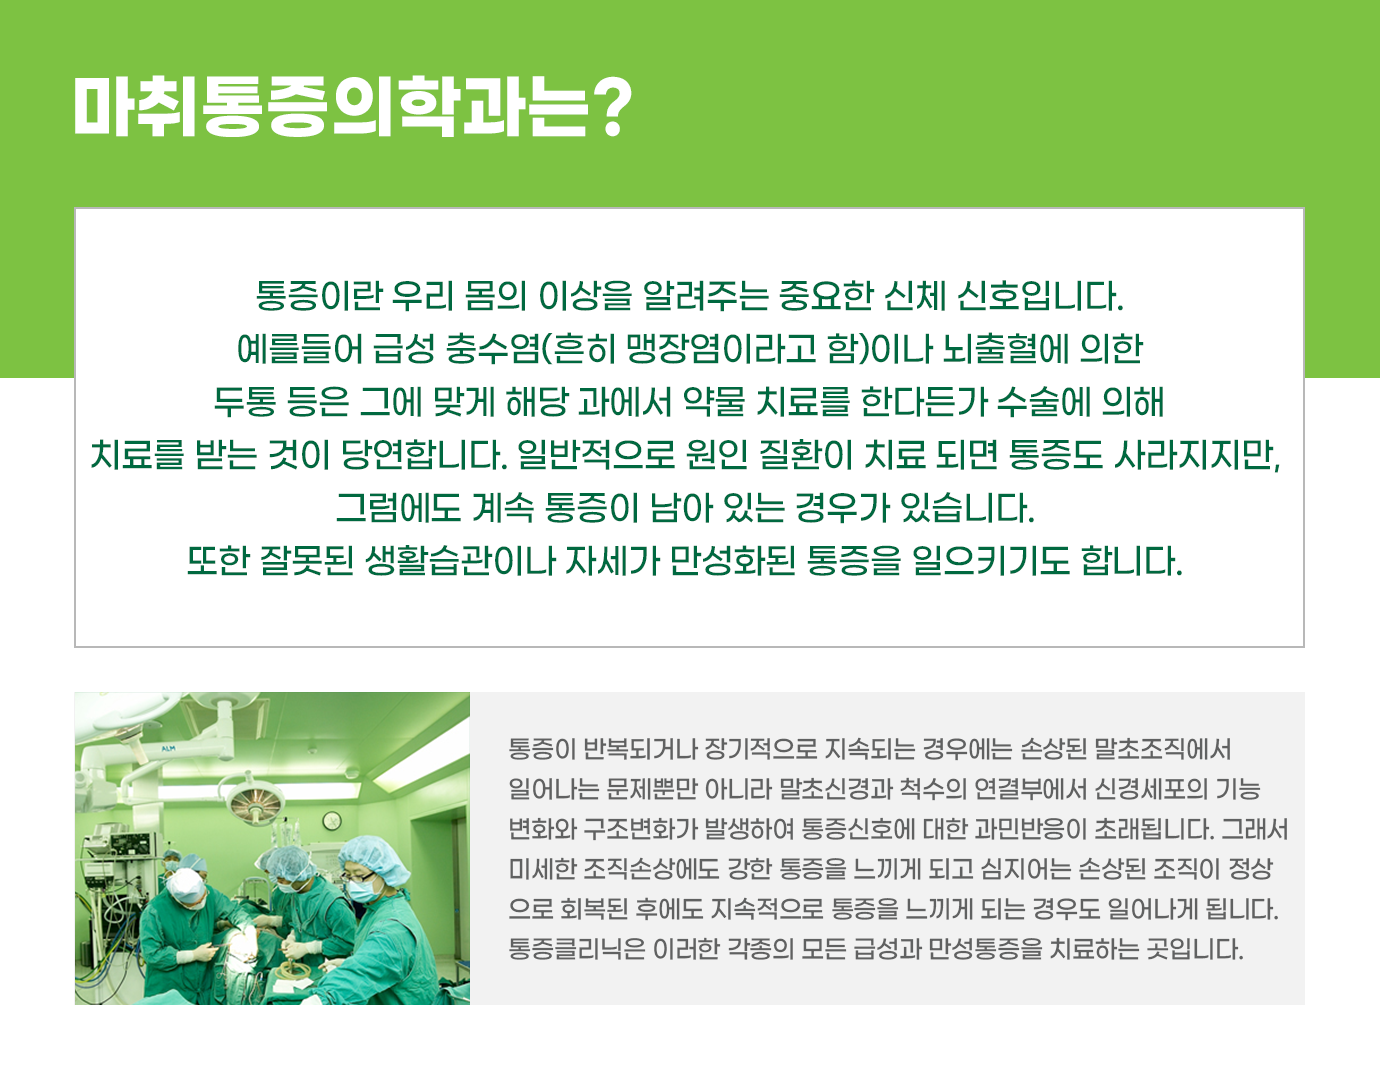 마취통증의학과는?
통증이란 우리 몸의 이상을 알려주는 중요한 신체 신호입니다.
예를들어 급성 충수염(흔히 맹장염이라고 함)이나 뇌출혈에 의한
두통 등은 그에 맞게 해당 과에서 약물 치료를 한다든가 수술에 의해
치료를 받는 것이 당연합니다. 일반적으로 원인 질환이 치료 되면 통증도 사라지지만,
그럼에도 계속 통증이 남아 있는 경우가 있습니다.
또한 잘못된 생활습관이나 자세가 만성화된 통증을 일으키기도 합니다.
ALM
통증이 반복되거나 장기적으로 지속되는 경우에는 손상된 말초조직에서
일어나는 문제뿐만 아니라 말초신경과 척수의 연결부에서 신경세포의 기능
변화와 구조변화가 발생하여 통증신호에 대한 과민반응이 초래됩니다. 그래서
미세한 조직손상에도 강한 통증을 느끼게 되고 심지어는 손상된 조직이 정상
으로 회복된 후에도 지속적으로 통증을 느끼게 되는 경우도 일어나게 됩니다.
통증클리닉은 이러한 각종의 모든 급성과 만성통증을 치료하는 곳입니다.